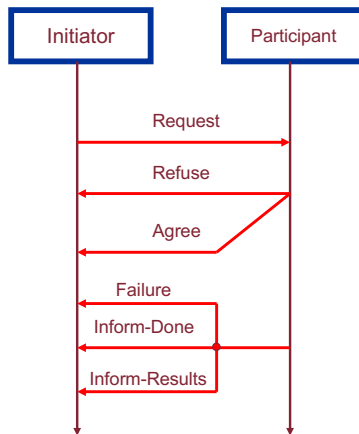 Initiator
Participant
Request
Refuse
Agree
Failure
Inform-Done
Inform-Results